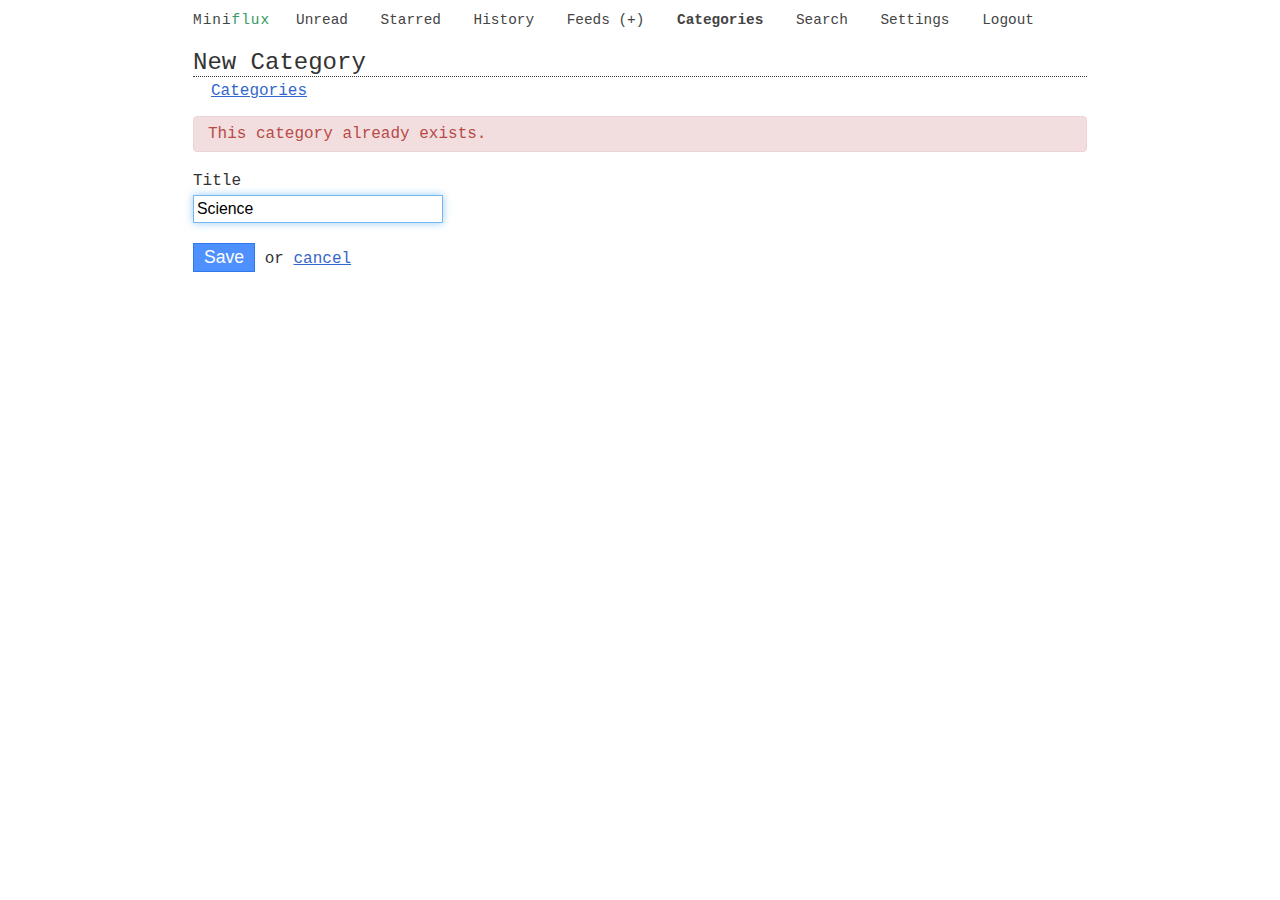 Miniflux Unread Starred History Feeds (+) Categories Search Settings Logout
New Category
Categories
This category already exists.
Title
Science
Save or cancel